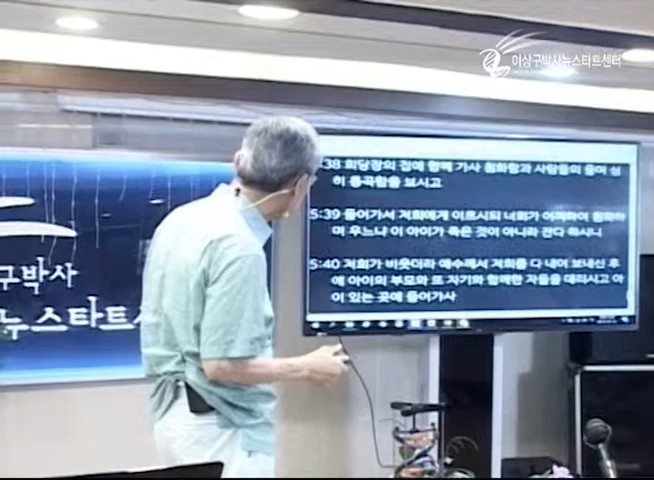 이상구박사뉴스타트센터
5:38 회당장의 집에 함께 가사 훤화함과 사람들의 울며 심
히 통곡함을 보시고
5:39 들어가서 저희에게 이르시되 너희가 어찌하여 훤화하
며 우느냐 이 아이가 죽은 것이 아니라 잔다 하시니
5:40 저희가 비웃더라 예수께서 저희를 다 내어 보내신 후
에 아이의 부모와 또 자기와 함께한 자들을 데리시고 아
이 있는 곳에 들어가사
구박사
뉴스타트